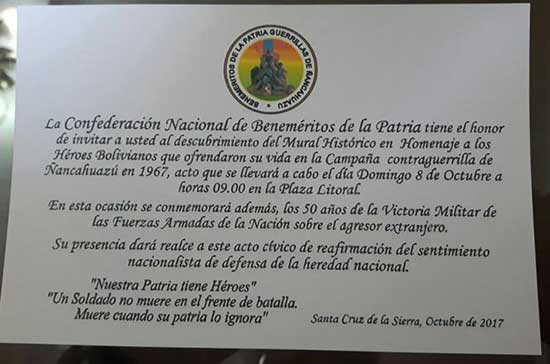 BENEMÉRITOS DE LA PATRIA GUERRILLAS DE ÑANCAHUAZU
BOLIVIA
La Confederación Nacional de Beneméritos de la Patria tiene el honor
de invitar a usted al descubrimiento del Mural Histórico en Homenaje a los
Héroes Bolivianos que ofrendaron su vida en la Campaña contraguerrilla de
Ñancahuazú en 1967, acto que se llevará a cabo el día Domingo 8 de Octubre a
horas 09.00 en la Plaza Litoral.
En esta ocasión se conmemorará además, los 50 años de la Victoria Militar de
las Fuerzas Armadas de la Nación sobre el agresor extranjero.
Su presencia dará realce a este acto cívico de reafirmación del sentimiento
nacionalista de defensa de la heredad nacional.
"Nuestra Patria tiene Héroes"
"Un Soldado no muere en el frente de batalla.
Muere cuando su patria lo ignora"
Santa Cruz de la Sierra, Octubre de 2017